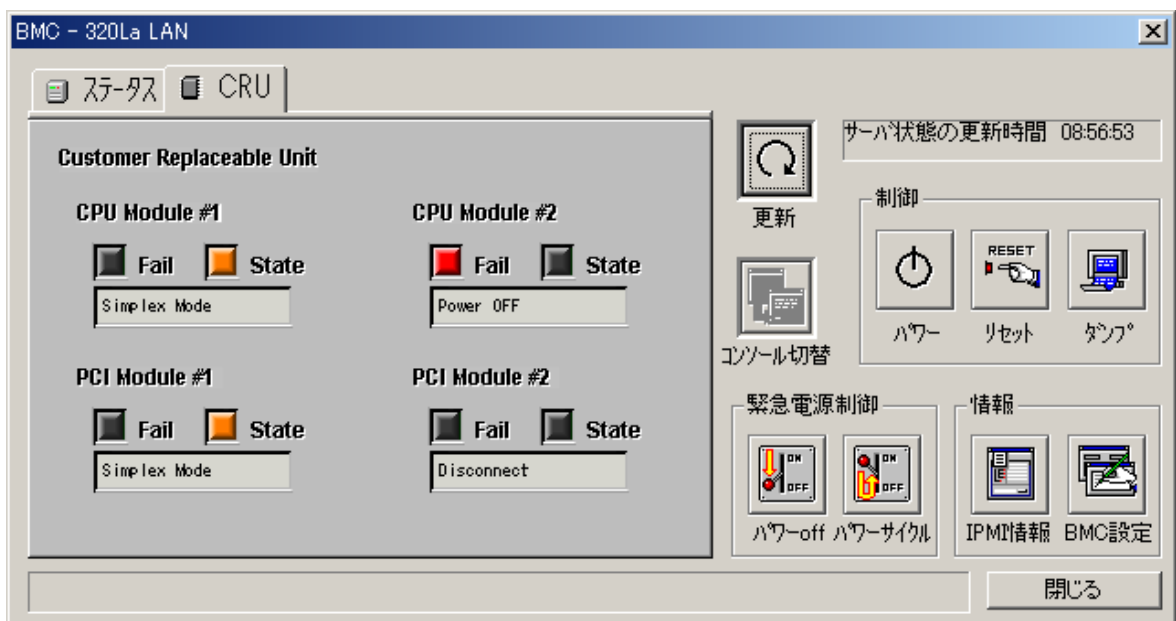 BMC - 320La LAN
ステータス CRU
Customer Replaceable Unit
CPU Module #1
Fail State
Simplex Mode
CPU Module #2
Fail State
Power OFF
PCI Module #1
Fail State
Simplex Mode
PCI Module #2
Fail State
Disconnect
更新
コンソール切替
サーバ状態の更新時間 08:56:53
制御
RESET
パワー リセット ダンプ
緊急電源制御
ON
OFF
ON
OFF
パワーoff パワーサイクル
情報
IPMI情報 BMC設定
閉じる